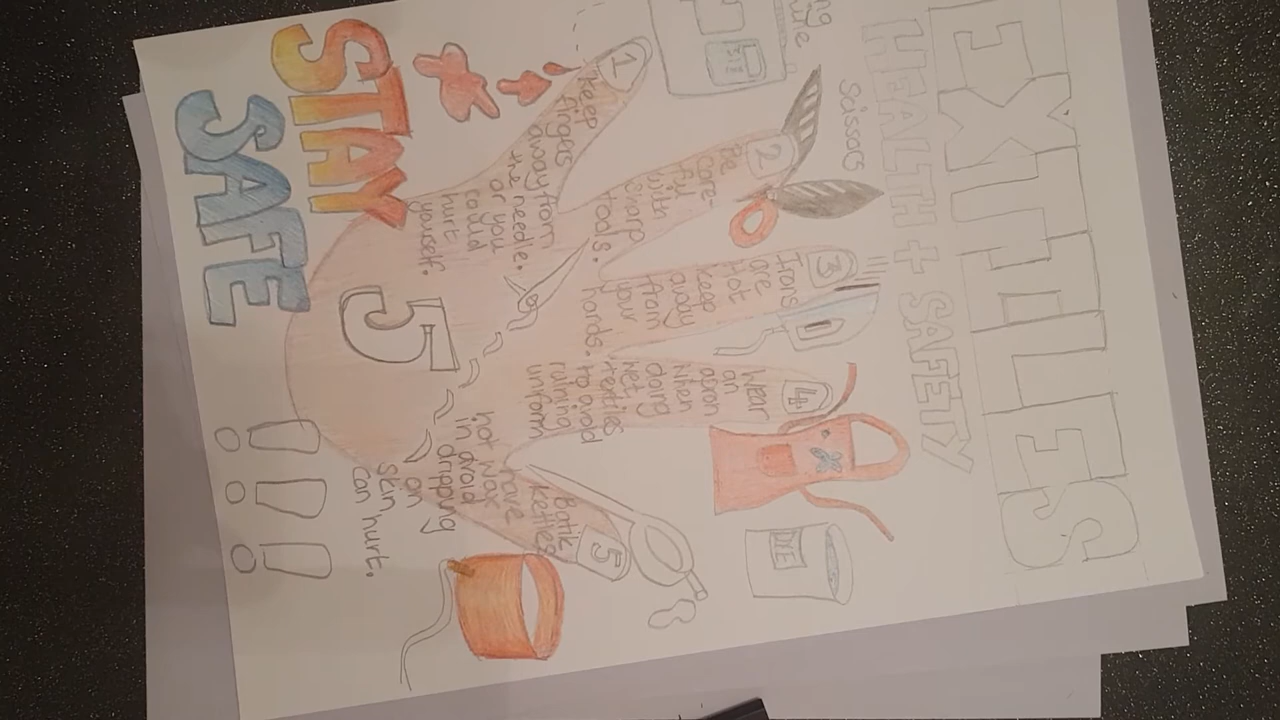 EXTILES
HEALTH + SAFETY
Scissors
1
keep
fingers
away from
the needle.
or you
could
hurt
yourself.
2
Be
care-
ful
with
sharp
tools.
3
Irons
are
hot
keep
away
from
your
hands.
4
Wear
an
apron
when
doing
wet
textiles
to avoid
ruining
uniform
5
Batik
kettles
have
hot wax
in avoid
dripping
on
skin
can hurt.
5
STAY
SAFE
!!!